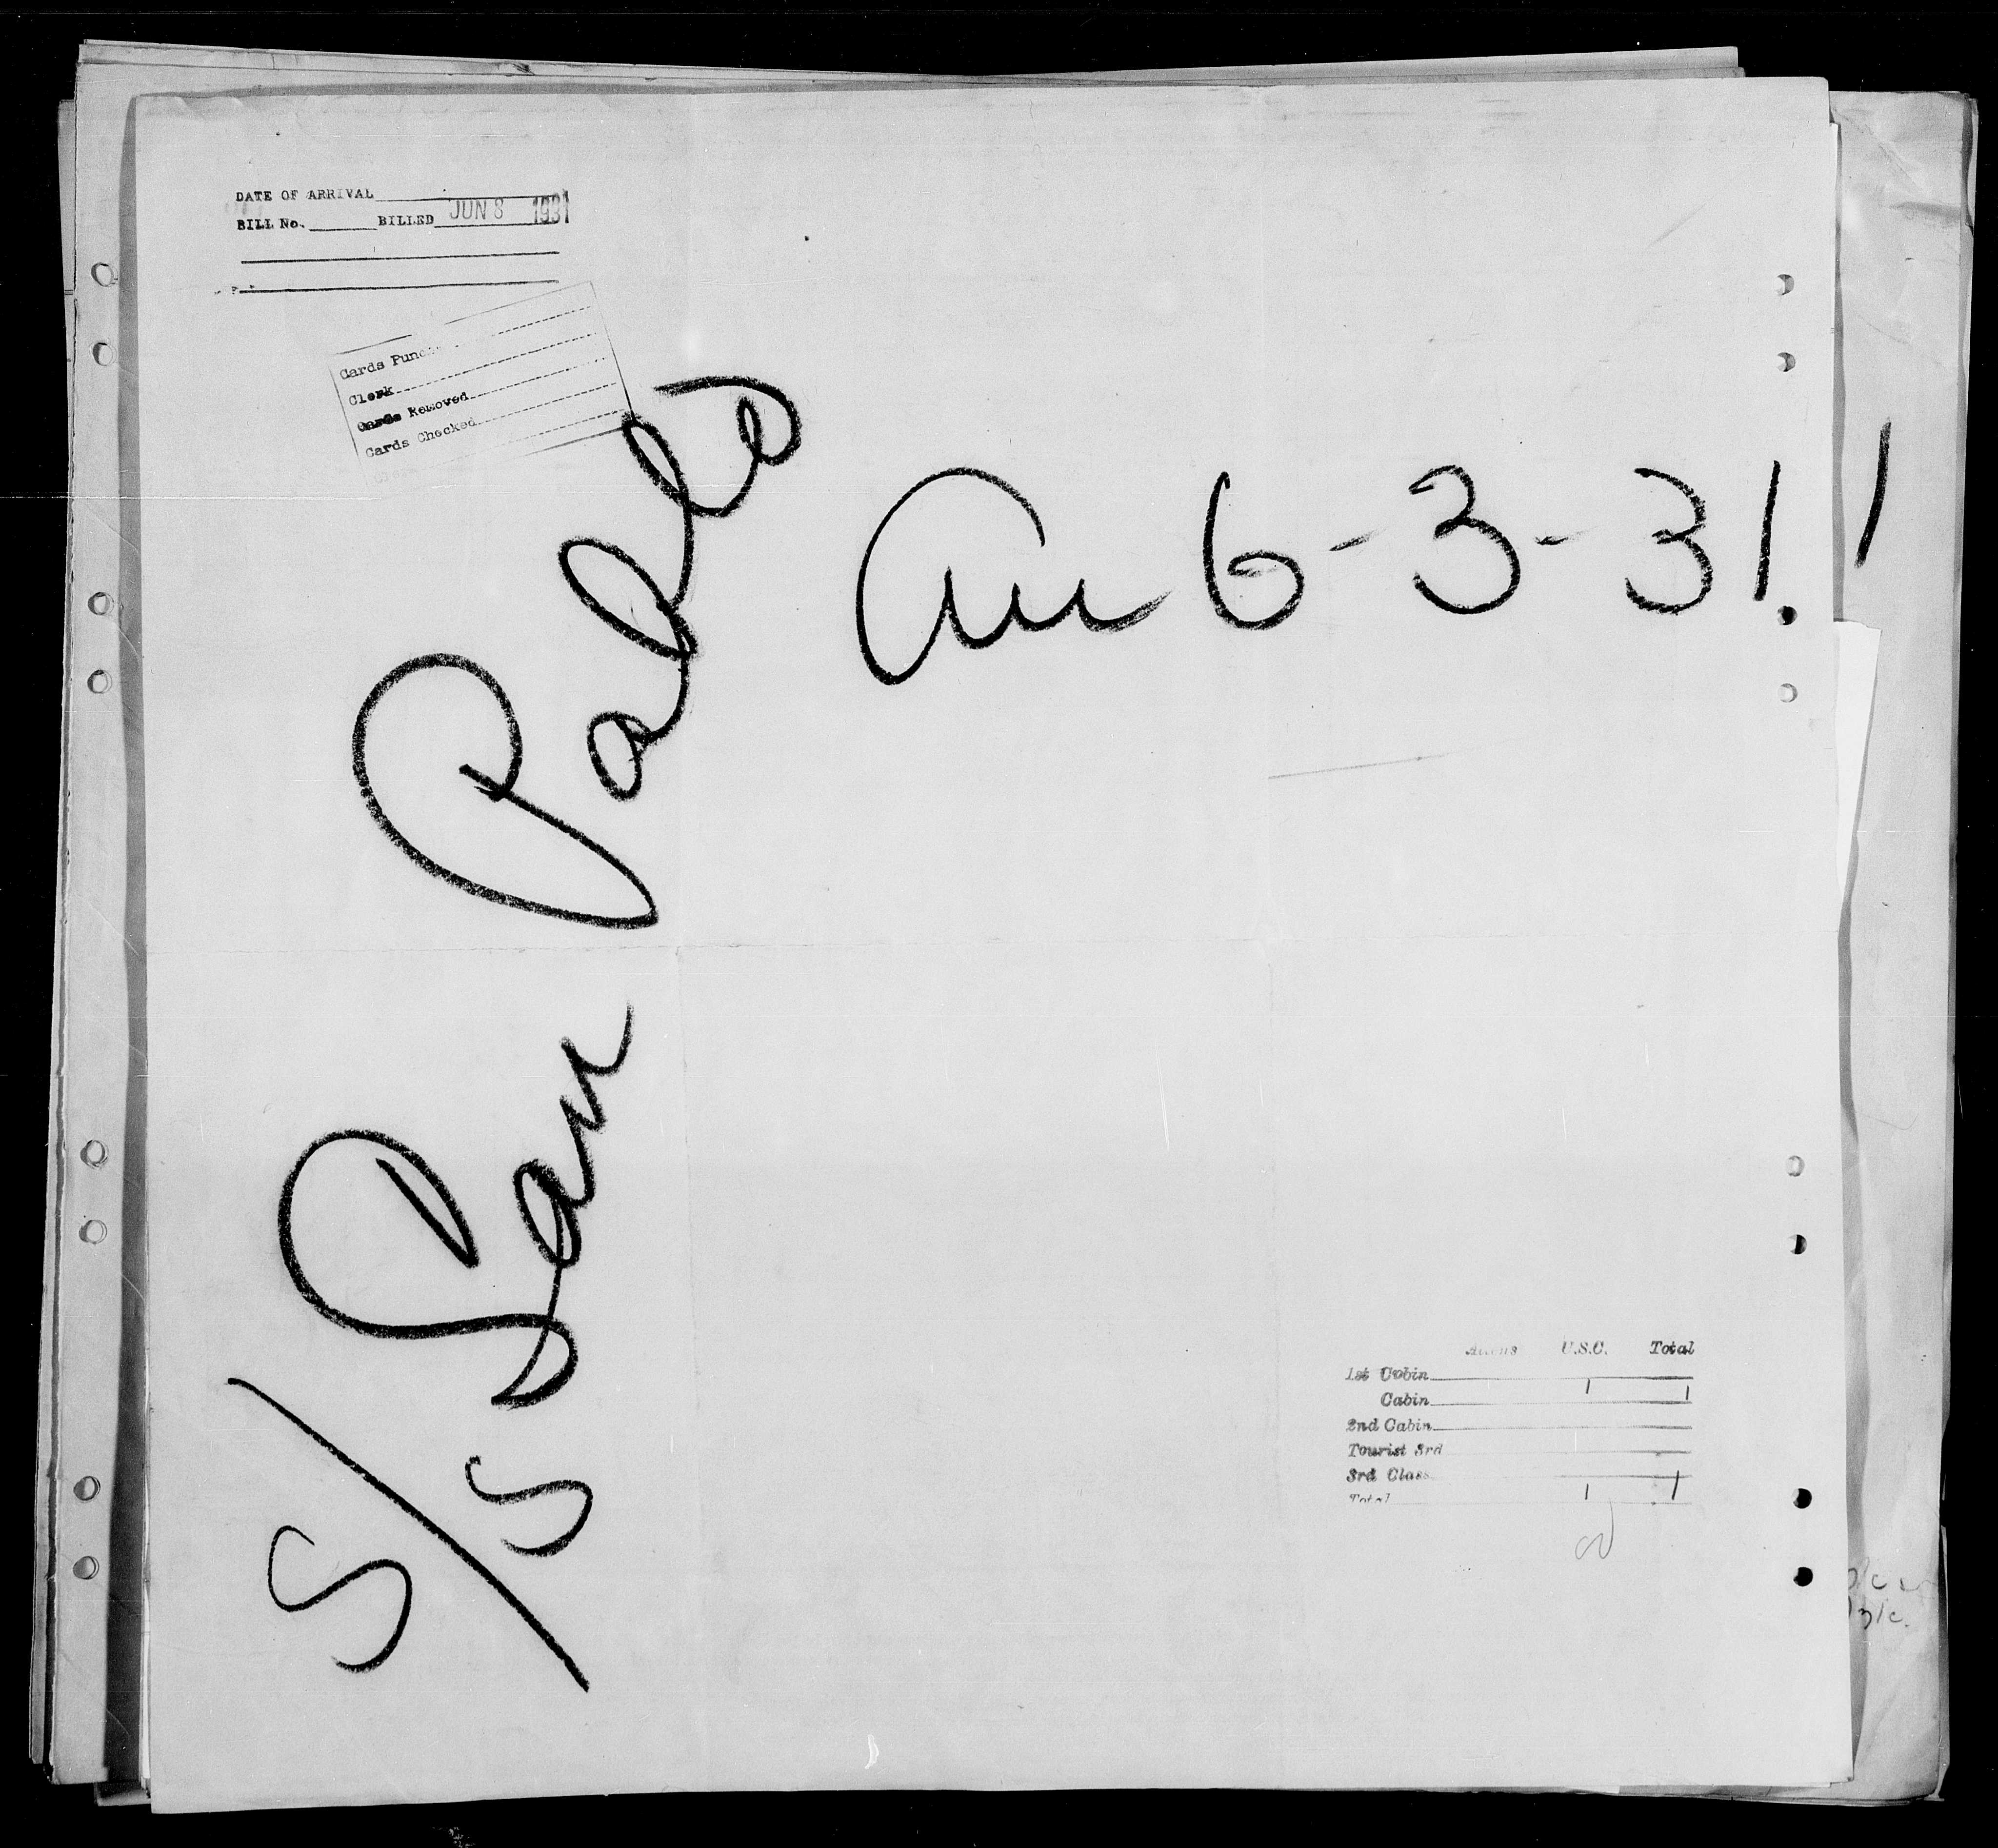 DATE OF ARRIVAL
BILL No. BILLED JUN 8 1931
Cards
Clerk
Cards Removed
Cards Checked
S/S San Pablo
Arr 6-3-31
Aliens U.S.C. Total
1st Cabin
Cabin 1 1
2nd Cabin
Tourist 3rd
3rd Class
Total 1 1